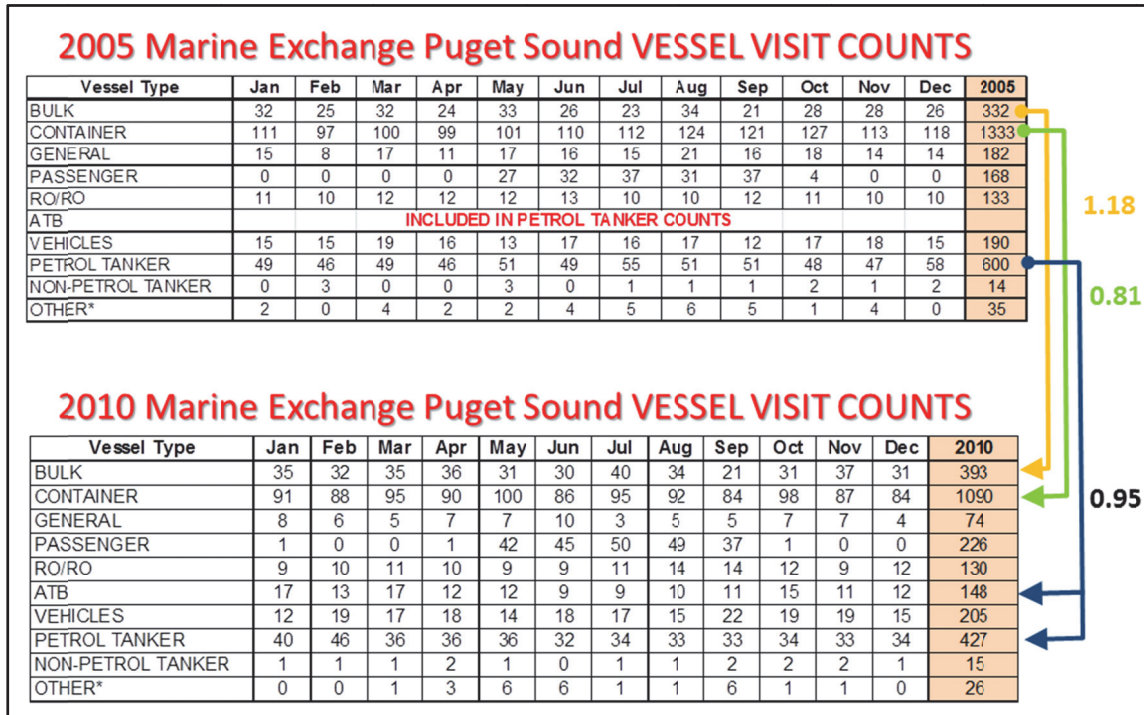 2005 Marine Exchange Puget Sound VESSEL VISIT COUNTS
Vessel Type Jan Feb Mar Apr May Jun Jul Aug Sep Oct Nov Dec 2005
BULK 32 25 32 24 33 26 23 34 21 28 28 26 332
CONTAINER 111 97 100 99 101 110 112 124 121 127 113 118 1333
GENERAL 15 8 17 11 17 16 15 21 16 18 14 14 182
PASSENGER 0 0 0 0 27 32 37 31 37 4 0 0 168
RO/RO 11 10 12 12 12 13 10 10 12 11 10 10 133
ATB INCLUDED IN PETROL TANKER COUNTS
1.18
VEHICLES 15 15 19 16 13 17 16 17 12 17 18 15 190
PETROL TANKER 49 46 49 46 51 49 55 51 51 48 47 58 600
NON-PETROL TANKER 0 3 0 0 3 0 1 1 1 2 1 2 14
0.81
OTHER* 2 0 4 2 2 4 5 6 5 1 4 0 35
2010 Marine Exchange Puget Sound VESSEL VISIT COUNTS
Vessel Type Jan Feb Mar Apr May Jun Jul Aug Sep Oct Nov Dec 2010
BULK 35 32 35 36 31 30 40 34 21 31 37 31 393
CONTAINER 91 88 95 90 100 86 95 92 84 98 87 84 1090
0.95
GENERAL 8 6 5 7 7 10 3 5 5 7 7 4 74
PASSENGER 1 0 0 1 42 45 50 49 37 1 0 0 226
RO/RO 9 10 11 10 9 9 11 14 14 12 9 12 130
ATB 17 13 17 12 12 9 9 10 11 15 11 12 148
VEHICLES 12 19 17 18 14 18 17 15 22 19 19 15 205
PETROL TANKER 40 46 36 36 36 32 34 33 33 34 33 34 427
NON-PETROL TANKER 1 1 1 2 1 0 1 1 2 2 2 1 15
OTHER* 0 0 1 3 6 6 1 1 6 1 1 0 26